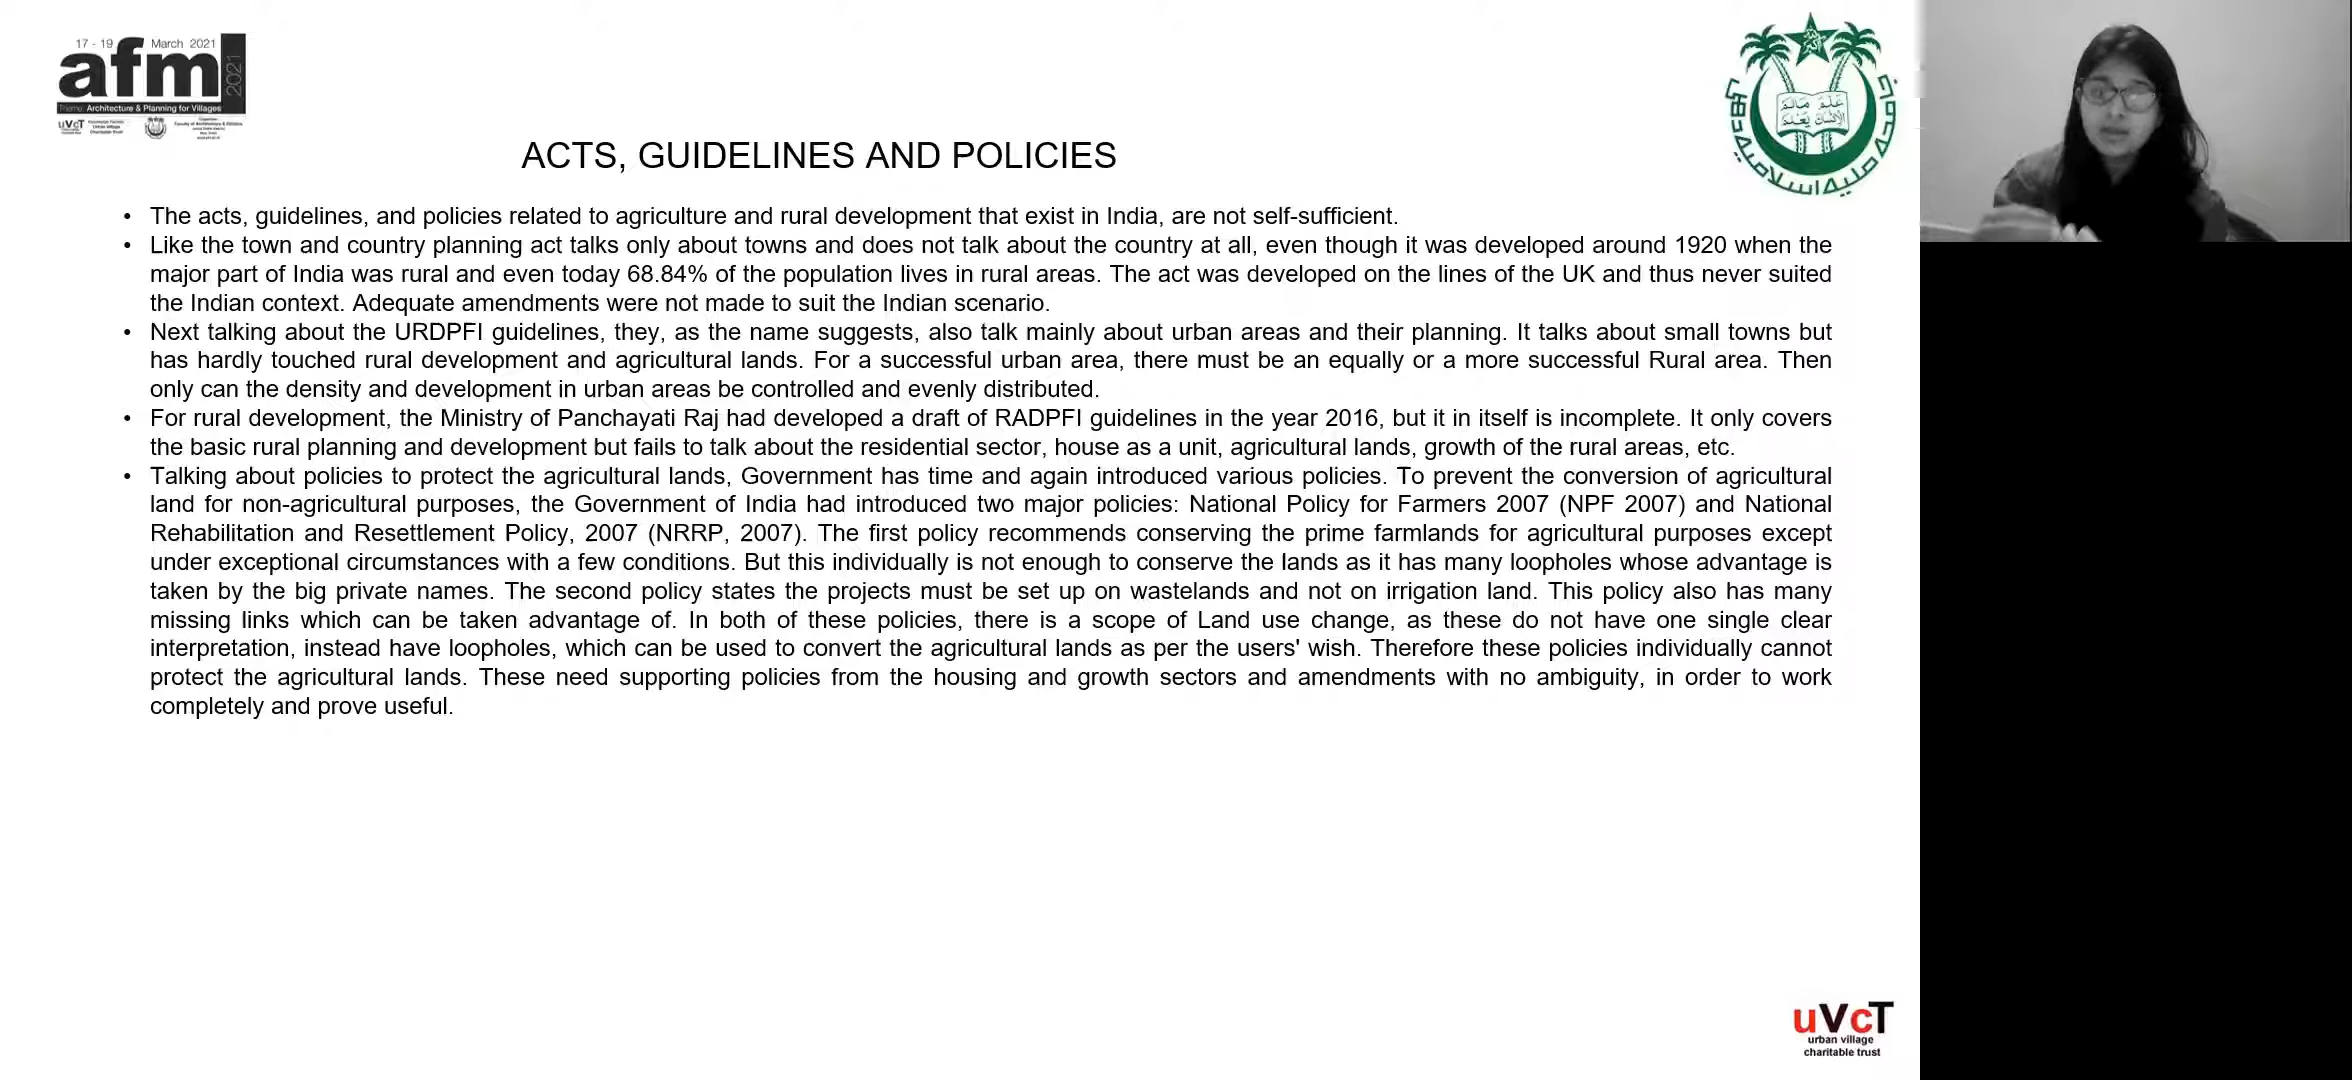 17 - 19 March 2021
afm
2021
Architecture & Planning for Villages
uVcT
ACTS, GUIDELINES AND POLICIES
• The acts, guidelines, and policies related to agriculture and rural development that exist in India, are not self-sufficient.
• Like the town and country planning act talks only about towns and does not talk about the country at all, even though it was developed around 1920 when the
major part of India was rural and even today 68.84% of the population lives in rural areas. The act was developed on the lines of the UK and thus never suited
the Indian context. Adequate amendments were not made to suit the Indian scenario.
• Next talking about the URDPFI guidelines, they, as the name suggests, also talk mainly about urban areas and their planning. It talks about small towns but
has hardly touched rural development and agricultural lands. For a successful urban area, there must be an equally or a more successful Rural area. Then
only can the density and development in urban areas be controlled and evenly distributed.
• For rural development, the Ministry of Panchayati Raj had developed a draft of RADPFI guidelines in the year 2016, but it in itself is incomplete. It only covers
the basic rural planning and development but fails to talk about the residential sector, house as a unit, agricultural lands, growth of the rural areas, etc.
• Talking about policies to protect the agricultural lands, Government has time and again introduced various policies. To prevent the conversion of agricultural
land for non-agricultural purposes, the Government of India had introduced two major policies: National Policy for Farmers 2007 (NPF 2007) and National
Rehabilitation and Resettlement Policy, 2007 (NRRP, 2007). The first policy recommends conserving the prime farmlands for agricultural purposes except
under exceptional circumstances with a few conditions. But this individually is not enough to conserve the lands as it has many loopholes whose advantage is
taken by the big private names. The second policy states the projects must be set up on wastelands and not on irrigation land. This policy also has many
missing links which can be taken advantage of. In both of these policies, there is a scope of Land use change, as these do not have one single clear
interpretation, instead have loopholes, which can be used to convert the agricultural lands as per the users' wish. Therefore these policies individually cannot
protect the agricultural lands. These need supporting policies from the housing and growth sectors and amendments with no ambiguity, in order to work
completely and prove useful.
uVcT
urban village
charitable trust